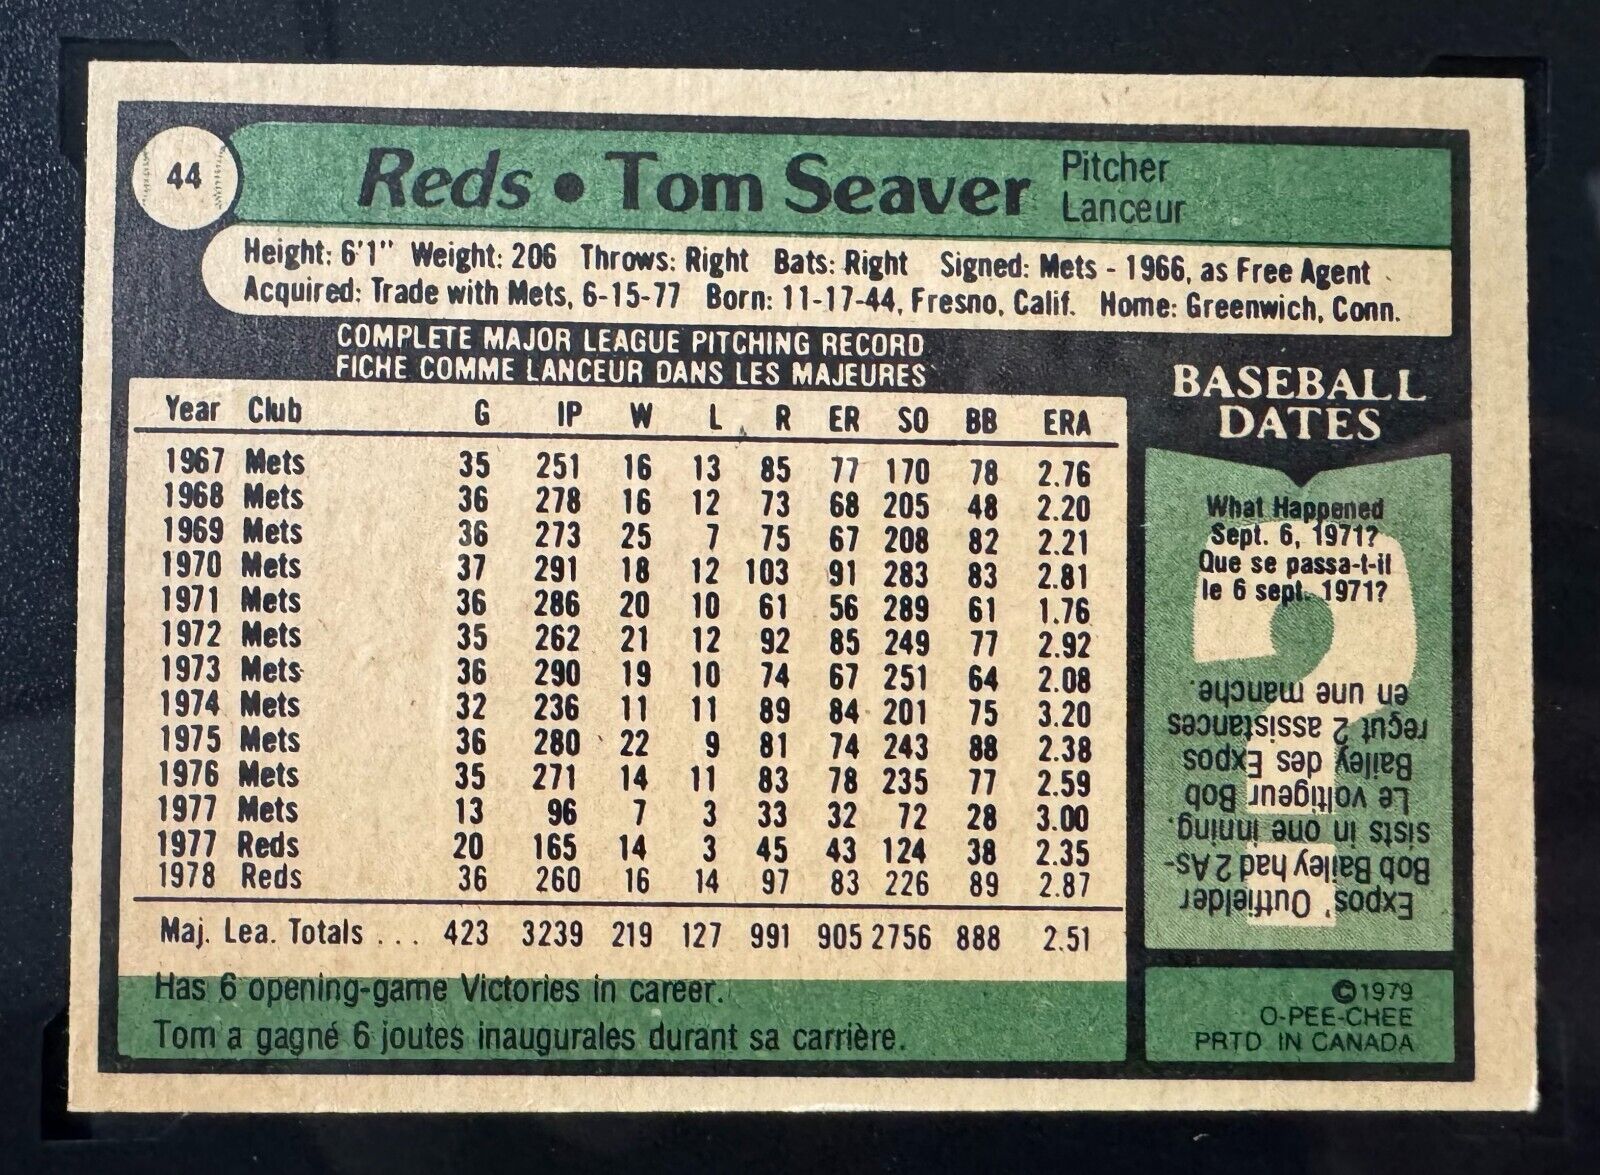 44
Reds • Tom Seaver Pitcher
Lanceur
Height: 6'1" Weight: 206 Throws: Right Bats: Right Signed: Mets - 1966, as Free Agent
Acquired: Trade with Mets, 6-15-77 Born: 11-17-44, Fresno, Calif. Home: Greenwich, Conn.
COMPLETE MAJOR LEAGUE PITCHING RECORD
FICHE COMME LANCEUR DANS LES MAJEURES
Year Club G IP W L R ER SO BB ERA
1967 Mets 35 251 16 13 85 77 170 78 2.76
1968 Mets 36 278 16 12 73 68 205 48 2.20
1969 Mets 36 273 25 7 75 67 208 82 2.21
1970 Mets 37 291 18 12 103 91 283 83 2.81
1971 Mets 36 286 20 10 61 56 289 61 1.76
1972 Mets 35 262 21 12 92 85 249 77 2.92
1973 Mets 36 290 19 10 74 67 251 64 2.08
1974 Mets 32 236 11 11 89 84 201 75 3.20
1975 Mets 36 280 22 9 81 74 243 88 2.38
1976 Mets 35 271 14 11 83 78 235 77 2.59
1977 Mets 13 96 7 3 33 32 72 28 3.00
1977 Reds 20 165 14 3 45 43 124 38 2.35
1978 Reds 36 260 16 14 97 83 226 89 2.87
Maj. Lea. Totals ... 423 3239 219 127 991 905 2756 888 2.51
Has 6 opening-game Victories in career.
Tom a gagné 6 joutes inaugurales durant sa carrière.
BASEBALL
DATES
What Happened
Sept. 6, 1971?
Que se passa-t-il
le 6 sept. 1971?
Expos' Outfielder
Bob Bailey had 2 As-
sists in one inning.
Le voltigeur Bob
Bailey des Expos
reçut 2 assistances
en une manche.
©1979
O-PEE-CHEE
PRTD IN CANADA